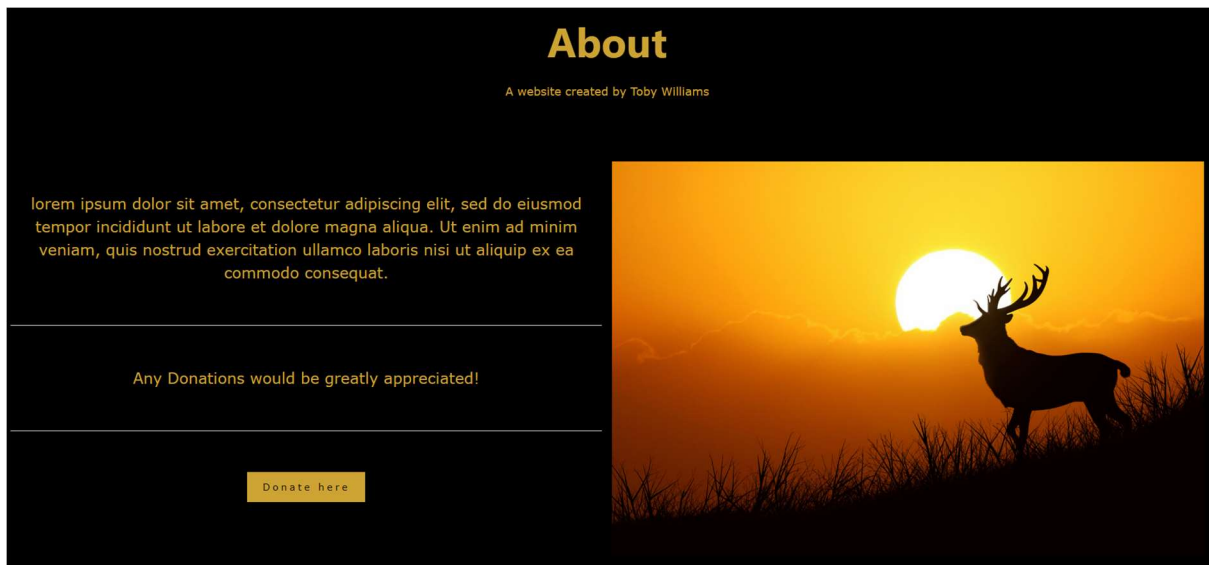 About
A website created by Toby Williams
lorem ipsum dolor sit amet, consectetur adipiscing elit, sed do eiusmod
tempor incididunt ut labore et dolore magna aliqua. Ut enim ad minim
veniam, quis nostrud exercitation ullamco laboris nisi ut aliquip ex ea
commodo consequat.
Any Donations would be greatly appreciated!
Donate here